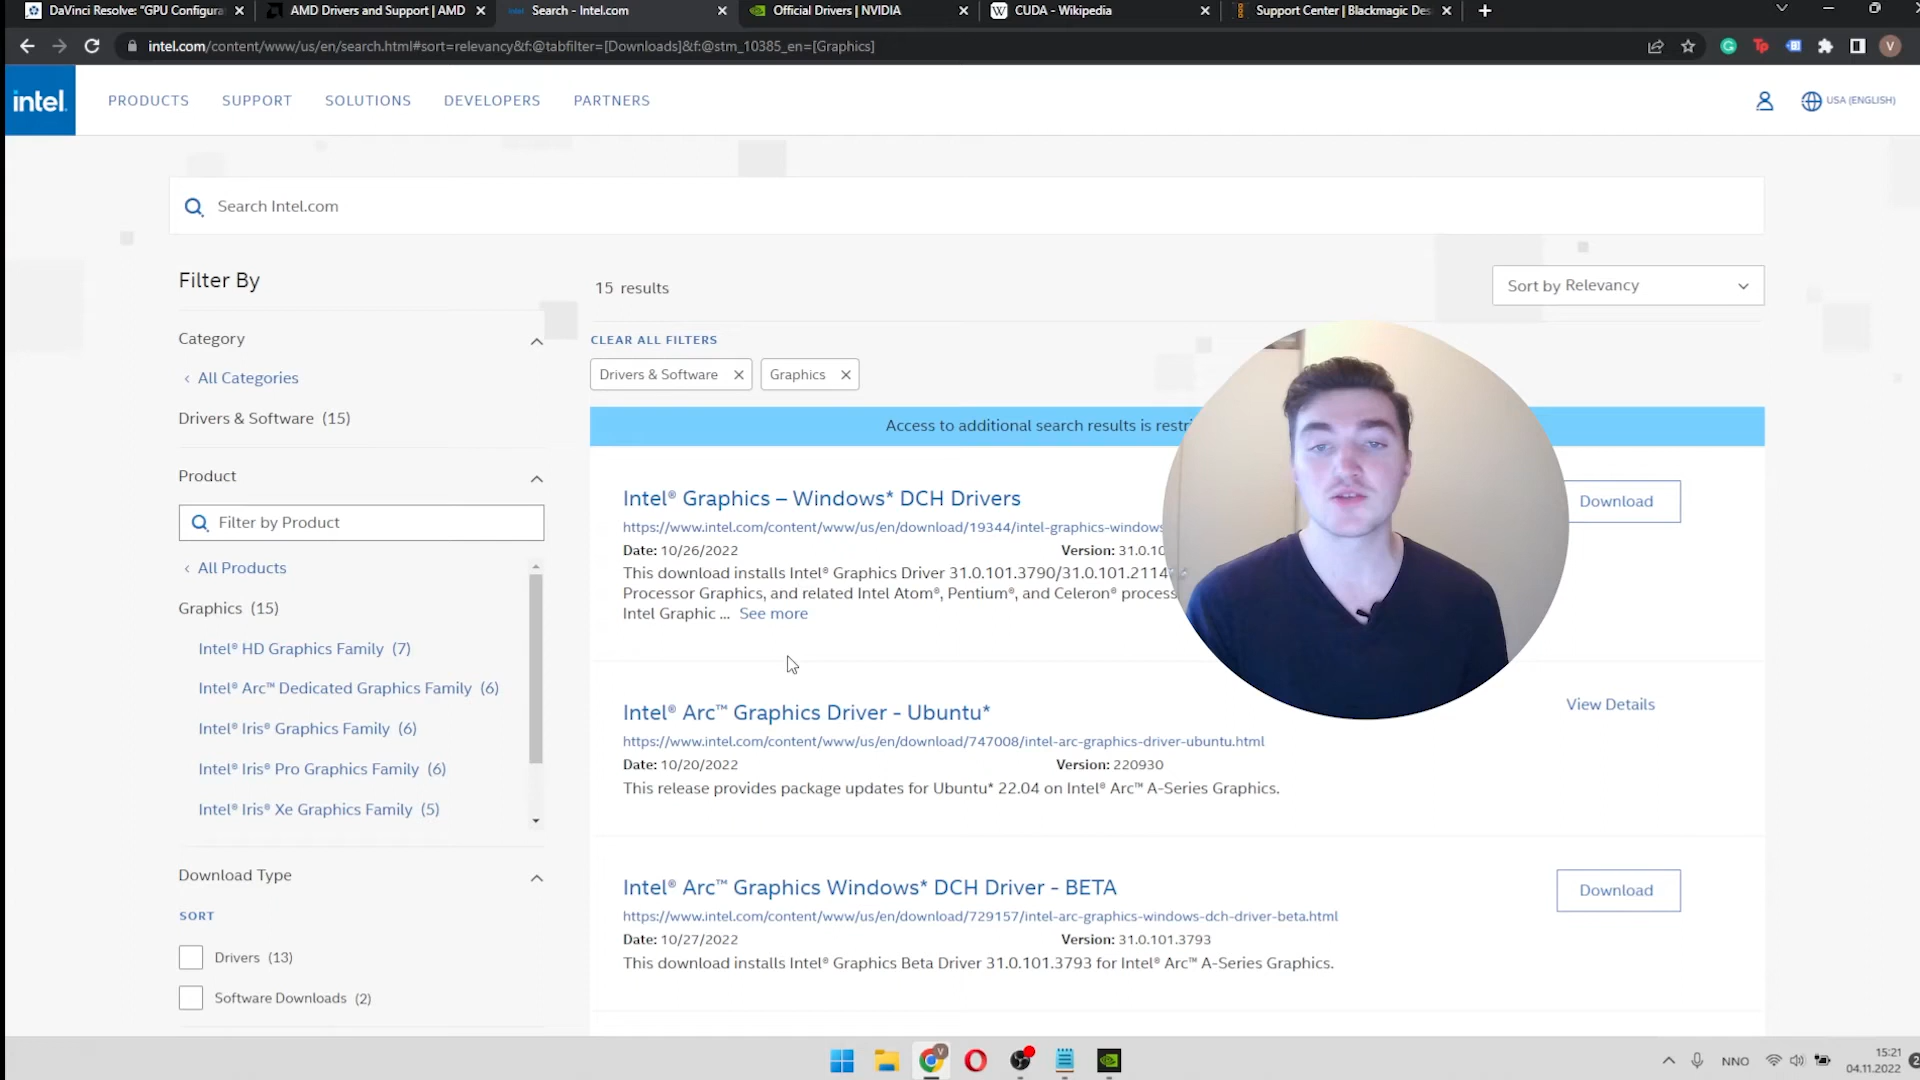 DaVinci Resolve: "GPU Configura
AMD Drivers and Support | AMD
Search - Intel.com
Official Drivers | NVIDIA
CUDA - Wikipedia
Support Center | Blackmagic Des
intel.com/content/www/us/en/search.html#sort=relevancy&f:@tabfilter=[Downloads]&f:@stm_10385_en=[Graphics]
intel.
PRODUCTS
SUPPORT
SOLUTIONS
DEVELOPERS
PARTNERS
USA (ENGLISH)
Search Intel.com
Filter By
Category
All Categories
Drivers & Software (15)
Product
Filter by Product
All Products
Graphics (15)
Intel® HD Graphics Family (7)
Intel® Arc™ Dedicated Graphics Family (6)
Intel® Iris® Graphics Family (6)
Intel® Iris® Pro Graphics Family (6)
Intel® Iris® Xe Graphics Family (5)
Download Type
SORT
Drivers (13)
Software Downloads (2)
15 results
Sort by Relevancy
CLEAR ALL FILTERS
Drivers & Software
Graphics
Access to additional search results is restri
Intel® Graphics – Windows* DCH Drivers
https://www.intel.com/content/www/us/en/download/19344/intel-graphics-windows
Date: 10/26/2022
Version: 31.0.10
This download installs Intel® Graphics Driver 31.0.101.3790/31.0.101.2114
Processor Graphics, and related Intel Atom®, Pentium®, and Celeron® process
Intel Graphic ... See more
Download
Intel® Arc™ Graphics Driver - Ubuntu*
https://www.intel.com/content/www/us/en/download/747008/intel-arc-graphics-driver-ubuntu.html
Date: 10/20/2022
Version: 220930
This release provides package updates for Ubuntu* 22.04 on Intel® Arc™ A-Series Graphics.
View Details
Intel® Arc™ Graphics Windows* DCH Driver - BETA
https://www.intel.com/content/www/us/en/download/729157/intel-arc-graphics-windows-dch-driver-beta.html
Date: 10/27/2022
Version: 31.0.101.3793
This download installs Intel® Graphics Beta Driver 31.0.101.3793 for Intel® Arc™ A-Series Graphics.
Download
NNO
15:21
04.11.2022